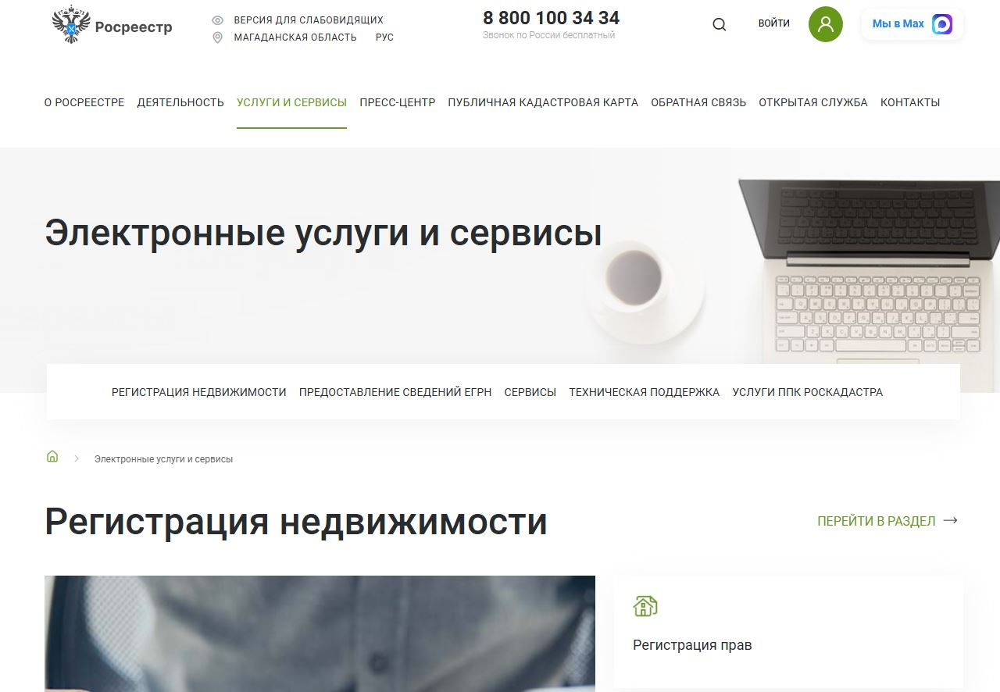 Росреестр
ВЕРСИЯ ДЛЯ СЛАБОВИДЯЩИХ
МАГАДАНСКАЯ ОБЛАСТЬ РУС
8 800 100 34 34
Звонок по России бесплатный
ВОЙТИ
Мы в Max
О РОСРЕЕСТРЕ ДЕЯТЕЛЬНОСТЬ УСЛУГИ И СЕРВИСЫ ПРЕСС-ЦЕНТР ПУБЛИЧНАЯ КАДАСТРОВАЯ КАРТА ОБРАТНАЯ СВЯЗЬ ОТКРЫТАЯ СЛУЖБА КОНТАКТЫ
Электронные услуги и сервисы
РЕГИСТРАЦИЯ НЕДВИЖИМОСТИ ПРЕДОСТАВЛЕНИЕ СВЕДЕНИЙ ЕГРН СЕРВИСЫ ТЕХНИЧЕСКАЯ ПОДДЕРЖКА УСЛУГИ ППК РОСКАДАСТРА
Электронные услуги и сервисы
Регистрация недвижимости
ПЕРЕЙТИ В РАЗДЕЛ
Регистрация прав